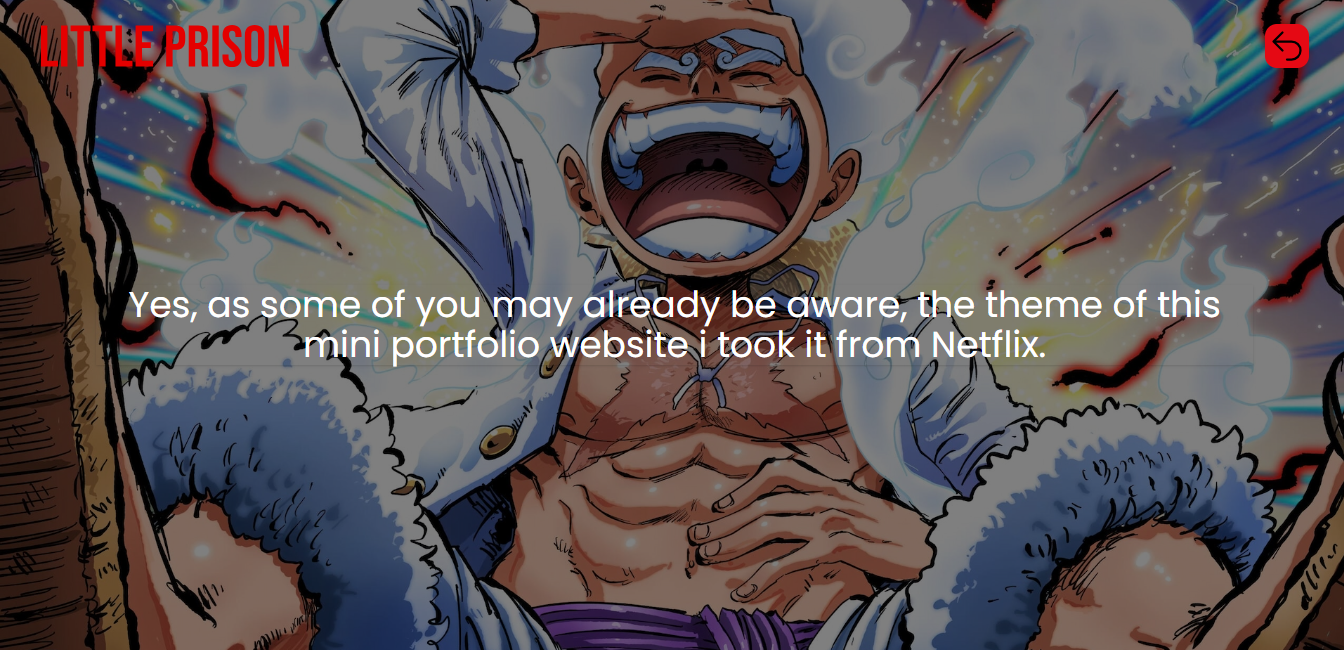 LITTLE PRISON
Yes, as some of you may already be aware, the theme of this
mini portfolio website i took it from Netflix.